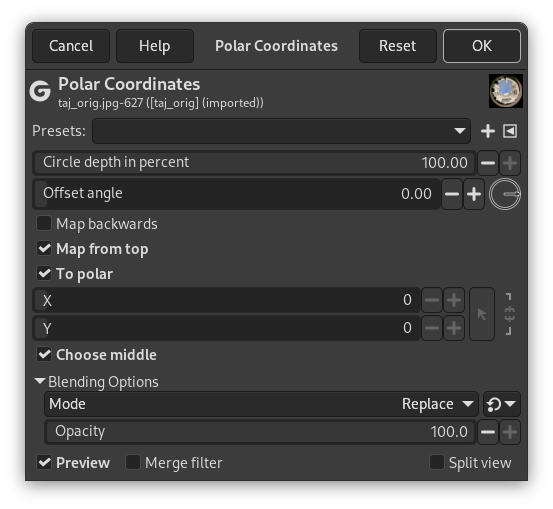 Cancel Help Polar Coordinates Reset OK
Polar Coordinates
taj_orig.jpg-627 ([taj_orig] (imported))
Presets:
Circle depth in percent 100.00
Offset angle 0.00
Map backwards
Map from top
To polar
X 0
Y 0
Choose middle
Blending Options
Mode Replace
Opacity 100.0
Preview Merge filter Split view